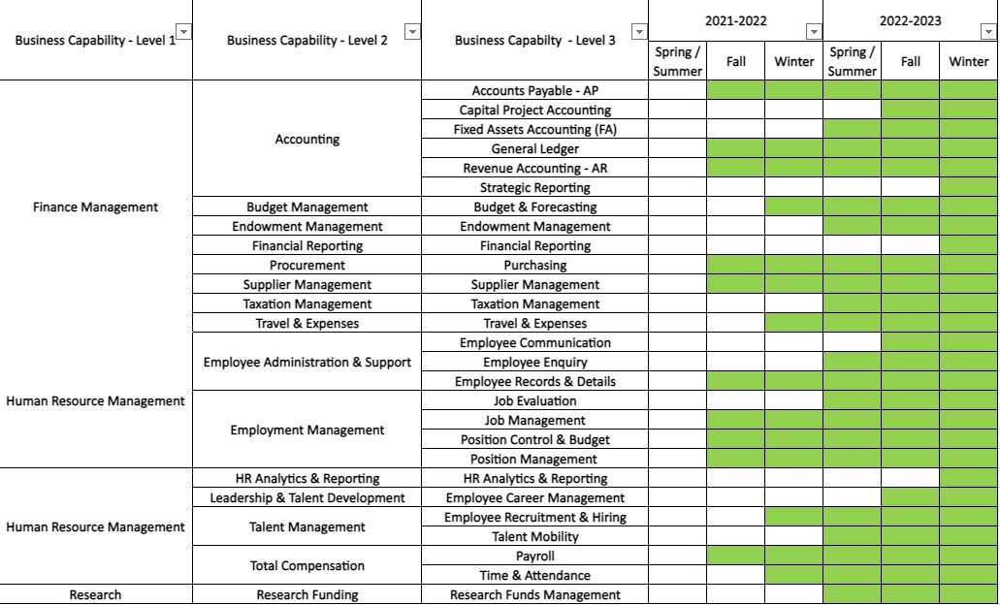 Business Capability - Level 1
Business Capability - Level 2
Business Capabilty - Level 3
2021-2022
2022-2023
Spring /
Summer
Fall
Winter
Spring /
Summer
Fall
Winter
Finance Management
Accounting
Accounts Payable - AP
Capital Project Accounting
Fixed Assets Accounting (FA)
General Ledger
Revenue Accounting - AR
Strategic Reporting
Budget Management
Budget & Forecasting
Endowment Management
Endowment Management
Financial Reporting
Financial Reporting
Procurement
Purchasing
Supplier Management
Supplier Management
Taxation Management
Taxation Management
Travel & Expenses
Travel & Expenses
Human Resource Management
Employee Administration & Support
Employee Communication
Employee Enquiry
Employee Records & Details
Employment Management
Job Evaluation
Job Management
Position Control & Budget
Position Management
Human Resource Management
HR Analytics & Reporting
HR Analytics & Reporting
Leadership & Talent Development
Employee Career Management
Talent Management
Employee Recruitment & Hiring
Talent Mobility
Total Compensation
Payroll
Time & Attendance
Research
Research Funding
Research Funds Management